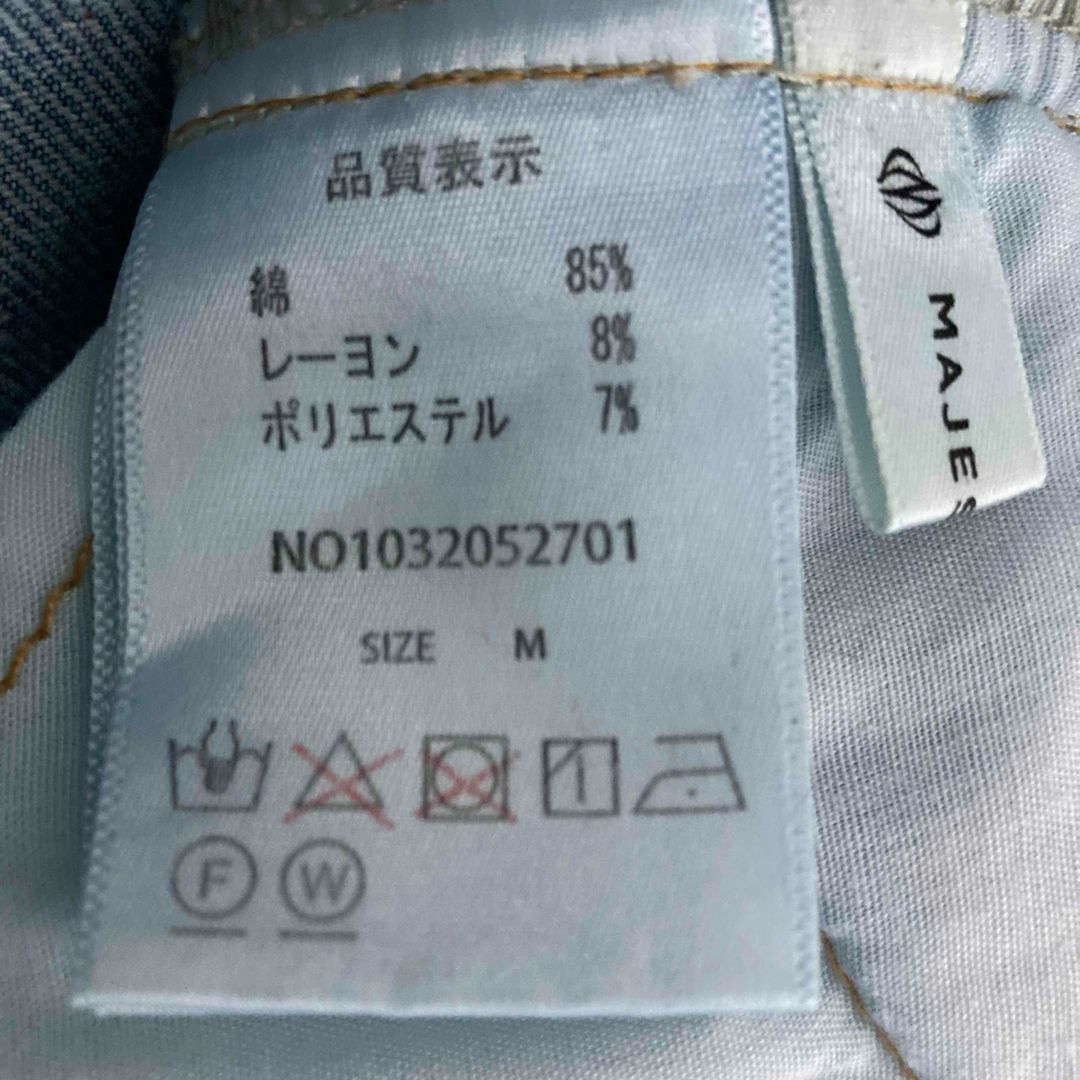 品質表示
綿 85%
レーヨン 8%
ポリエステル 7%
NO1032052701
SIZE M
F W
MAJES